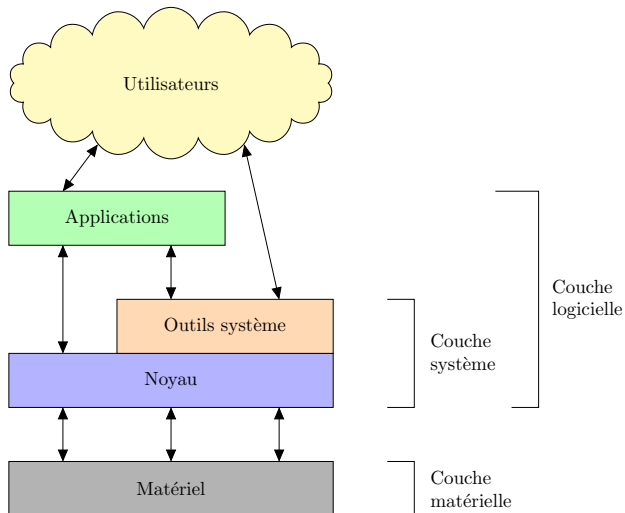 Utilisateurs
Applications
Outils système
Noyau
Matériel
Couche
logicielle
Couche
système
Couche
matérielle